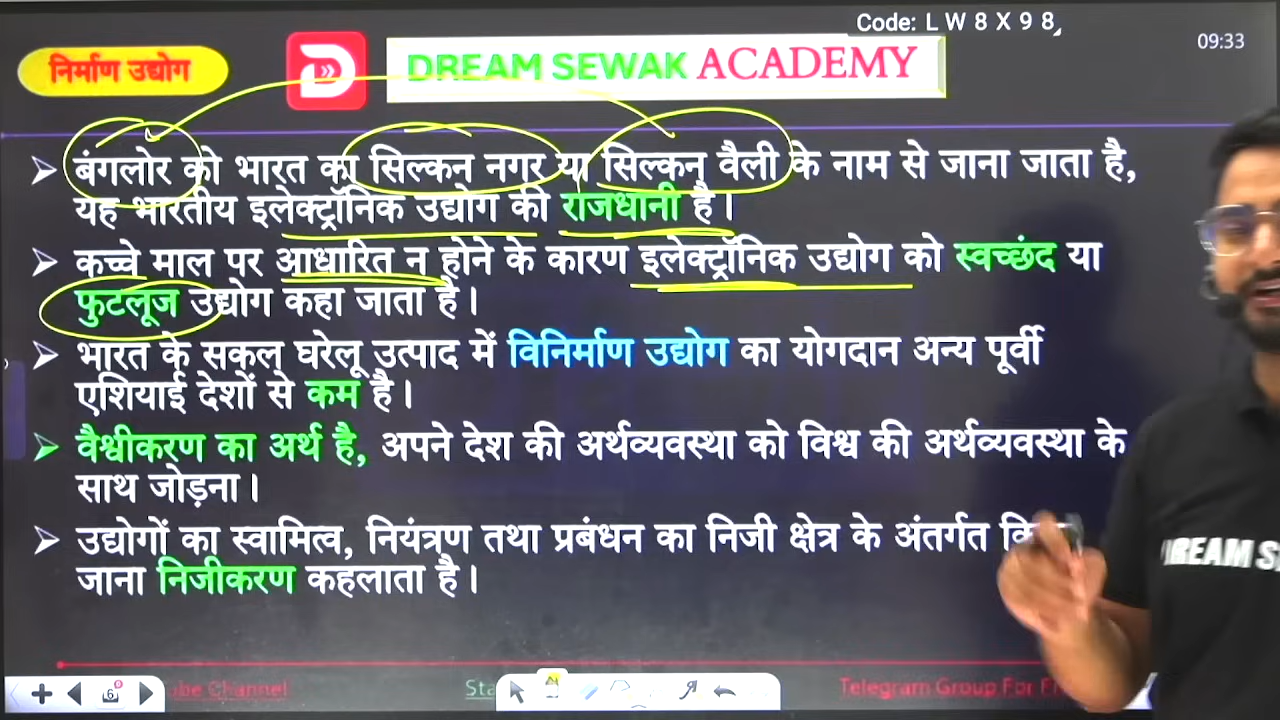 Code: L W 8 X 9 8
09:33
निर्माण उद्योग
DREAM SEWAK ACADEMY
बंगलोर को भारत का सिल्कन नगर या सिल्कन वैली के नाम से जाना जाता है,
यह भारतीय इलेक्ट्रॉनिक उद्योग की राजधानी है।
कच्चे माल पर आधारित न होने के कारण इलेक्ट्रॉनिक उद्योग को स्वच्छंद या
फुटलूज उद्योग कहा जाता है।
भारत के सकल घरेलू उत्पाद में विनिर्माण उद्योग का योगदान अन्य पूर्वी
एशियाई देशों से कम है।
वैश्वीकरण का अर्थ है, अपने देश की अर्थव्यवस्था को विश्व की अर्थव्यवस्था के
साथ जोड़ना।
उद्योगों का स्वामित्व, नियंत्रण तथा प्रबंधन का निजी क्षेत्र के अंतर्गत
जाना निजीकरण कहलाता है।
DREAM
6
Channel
Telegram Group For